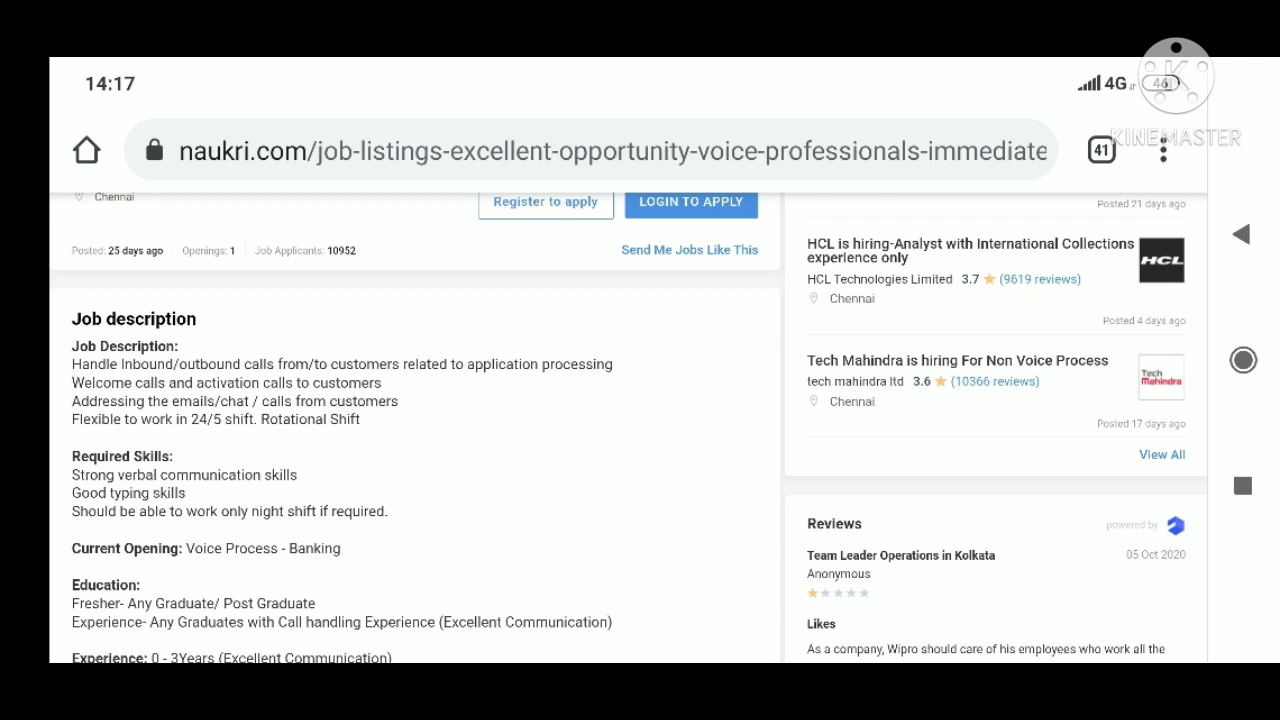 14:17
4G
46
KINEMASTER
naukri.com/job-listings-excellent-opportunity-voice-professionals-immediate
41
Chennai
Register to apply
LOGIN TO APPLY
Posted: 25 days ago
Openings: 1
Job Applicants: 10952
Send Me Jobs Like This
Job description
Job Description:
Handle Inbound/outbound calls from/to customers related to application processing
Welcome calls and activation calls to customers
Addressing the emails/chat / calls from customers
Flexible to work in 24/5 shift. Rotational Shift
Required Skills:
Strong verbal communication skills
Good typing skills
Should be able to work only night shift if required.
Current Opening: Voice Process - Banking
Education:
Fresher- Any Graduate/ Post Graduate
Experience- Any Graduates with Call handling Experience (Excellent Communication)
Experience: 0 - 3Years (Excellent Communication)
Posted 21 days ago
HCL is hiring-Analyst with International Collections
experience only
HCL
HCL Technologies Limited 3.7 (9619 reviews)
Chennai
Posted 4 days ago
Tech Mahindra is hiring For Non Voice Process
Tech
Mahindra
tech mahindra ltd 3.6 (10366 reviews)
Chennai
Posted 17 days ago
View All
Reviews
powered by
Team Leader Operations in Kolkata
05 Oct 2020
Anonymous
Likes
As a company, Wipro should care of his employees who work all the